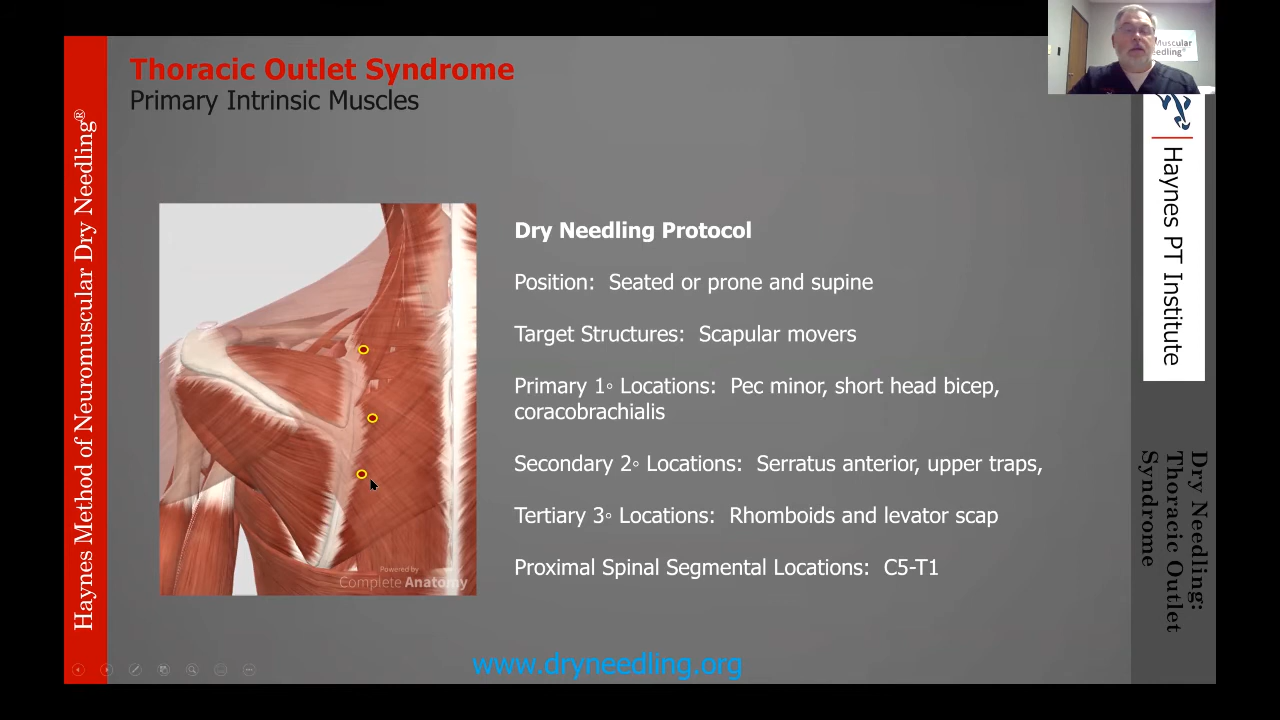 Thoracic Outlet Syndrome
Primary Intrinsic Muscles
Haynes Method of Neuromuscular Dry Needling®
Dry Needling Protocol
Position: Seated or prone and supine
Target Structures: Scapular movers
Primary 1◦ Locations: Pec minor, short head bicep,
coracobrachialis
Secondary 2◦ Locations: Serratus anterior, upper traps,
Tertiary 3◦ Locations: Rhomboids and levator scap
Proximal Spinal Segmental Locations: C5-T1
Powered by
Complete Anatomy
www.dryneedling.org
Muscular
Needling®
Haynes PT Institute
Dry Needling:
Thoracic Outlet
Syndrome